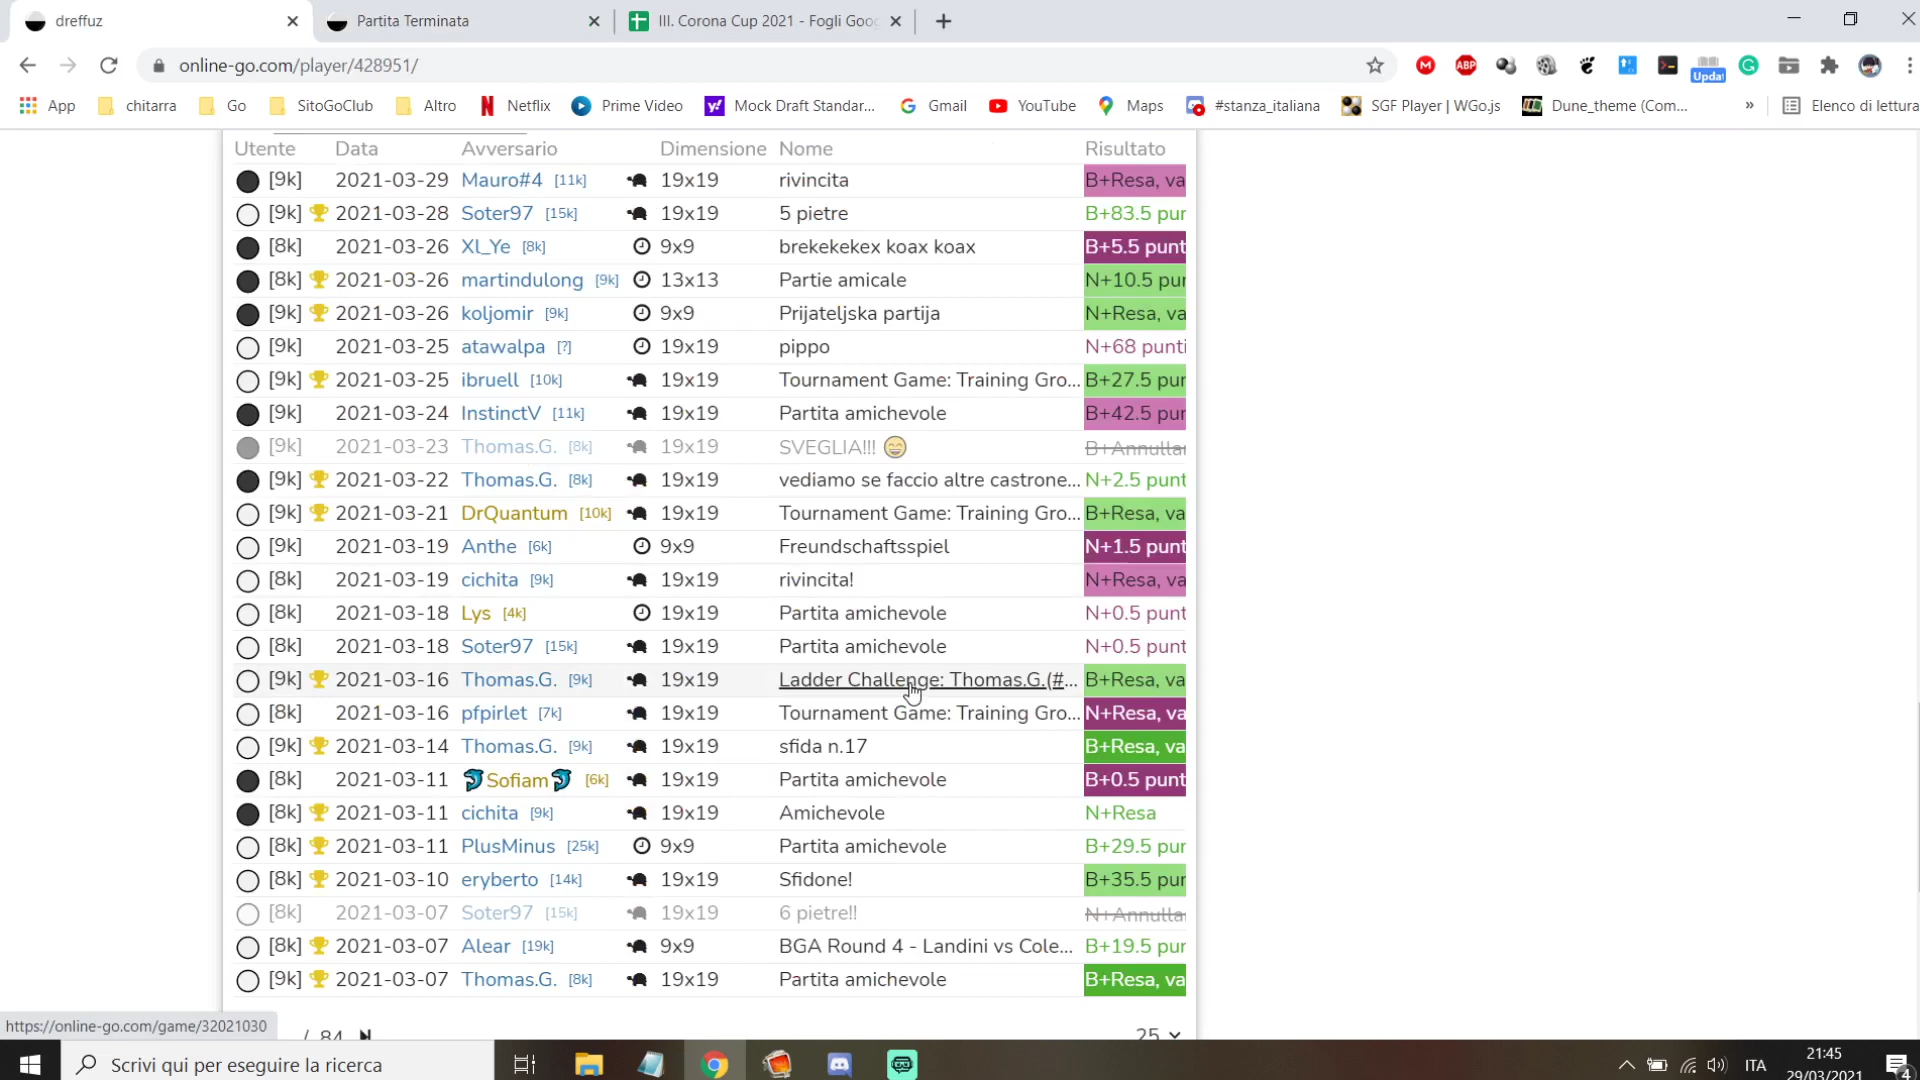 dreffuz
Partita Terminata
III. Corona Cup 2021 - Fogli Goo
online-go.com/player/428951/
App
chitarra
Go
SitoGoClub
Altro
Netflix
Prime Video
Mock Draft Standar...
Gmail
YouTube
Maps
#stanza_italiana
SGF Player | WGo.js
Dune_theme (Com...
»
Elenco di lettura
Utente Data Avversario Dimensione Nome Risultato
[9k] 2021-03-29 Mauro#4 [11k] 19x19 rivincita B+Resa, va
[9k] 2021-03-28 Soter97 [15k] 19x19 5 pietre B+83.5 pun
[8k] 2021-03-26 XL_Ye [8k] 9x9 brekekekex koax koax B+5.5 punt
[8k] 2021-03-26 martindulong [9k] 13x13 Partie amicale N+10.5 pun
[9k] 2021-03-26 koljomir [9k] 9x9 Prijateljska partija N+Resa, va
[9k] 2021-03-25 atawalpa [?] 19x19 pippo N+68 punti
[9k] 2021-03-25 ibruell [10k] 19x19 Tournament Game: Training Gro... B+27.5 pun
[9k] 2021-03-24 InstinctV [11k] 19x19 Partita amichevole B+42.5 pun
[9k] 2021-03-23 Thomas.G. [8k] 19x19 SVEGLIA!!! 😄 B+Annulla
[9k] 2021-03-22 Thomas.G. [8k] 19x19 vediamo se faccio altre castrone... N+2.5 punt
[9k] 2021-03-21 DrQuantum [10k] 19x19 Tournament Game: Training Gro... B+Resa, va
[9k] 2021-03-19 Anthe [6k] 9x9 Freundschaftsspiel N+1.5 punt
[8k] 2021-03-19 cichita [9k] 19x19 rivincita! N+Resa, va
[8k] 2021-03-18 Lys [4k] 19x19 Partita amichevole N+0.5 punt
[8k] 2021-03-18 Soter97 [15k] 19x19 Partita amichevole N+0.5 punt
[9k] 2021-03-16 Thomas.G. [9k] 19x19 Ladder Challenge: Thomas.G.(#... B+Resa, va
[8k] 2021-03-16 pfpirlet [7k] 19x19 Tournament Game: Training Gro... N+Resa, va
[9k] 2021-03-14 Thomas.G. [9k] 19x19 sfida n.17 B+Resa, va
[8k] 2021-03-11 🐬Sofiam🐬 [6k] 19x19 Partita amichevole B+0.5 punt
[8k] 2021-03-11 cichita [9k] 19x19 Amichevole N+Resa
[8k] 2021-03-11 PlusMinus [25k] 9x9 Partita amichevole B+29.5 pun
[8k] 2021-03-10 eryberto [14k] 19x19 Sfidone! B+35.5 pun
[8k] 2021-03-07 Soter97 [15k] 19x19 6 pietre!! N+Annulla
[8k] 2021-03-07 Alear [19k] 9x9 BGA Round 4 - Landini vs Cole... B+19.5 pun
[9k] 2021-03-07 Thomas.G. [8k] 19x19 Partita amichevole B+Resa, va
https://online-go.com/game/32021030
/ 84
25
Scrivi qui per eseguire la ricerca
ITA
21:45
29/03/2021
4